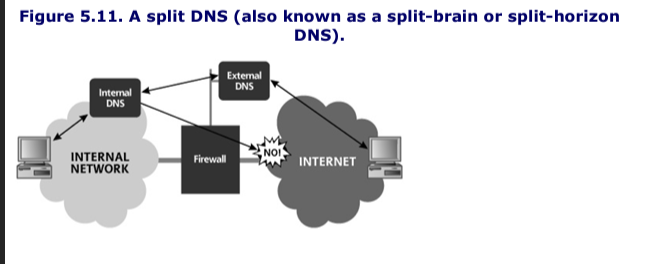 Figure 5.11. A split DNS (also known as a split-brain or split-horizon
DNS).
External
DNS
Internal
DNS
INTERNAL
NETWORK
Firewall
NO!
INTERNET